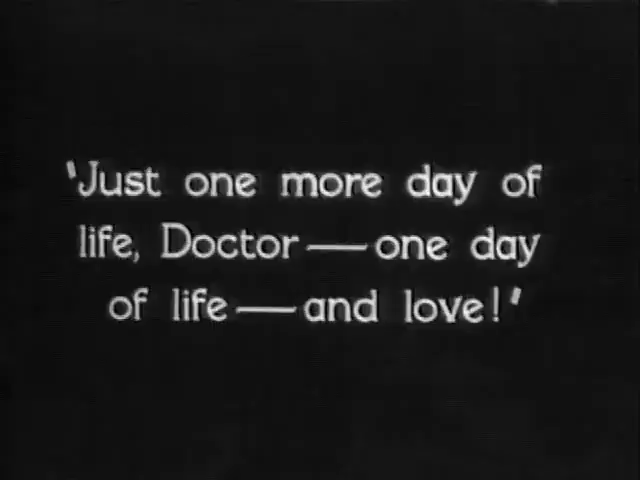 'Just one more day of
life, Doctor — one day
of life — and love!'